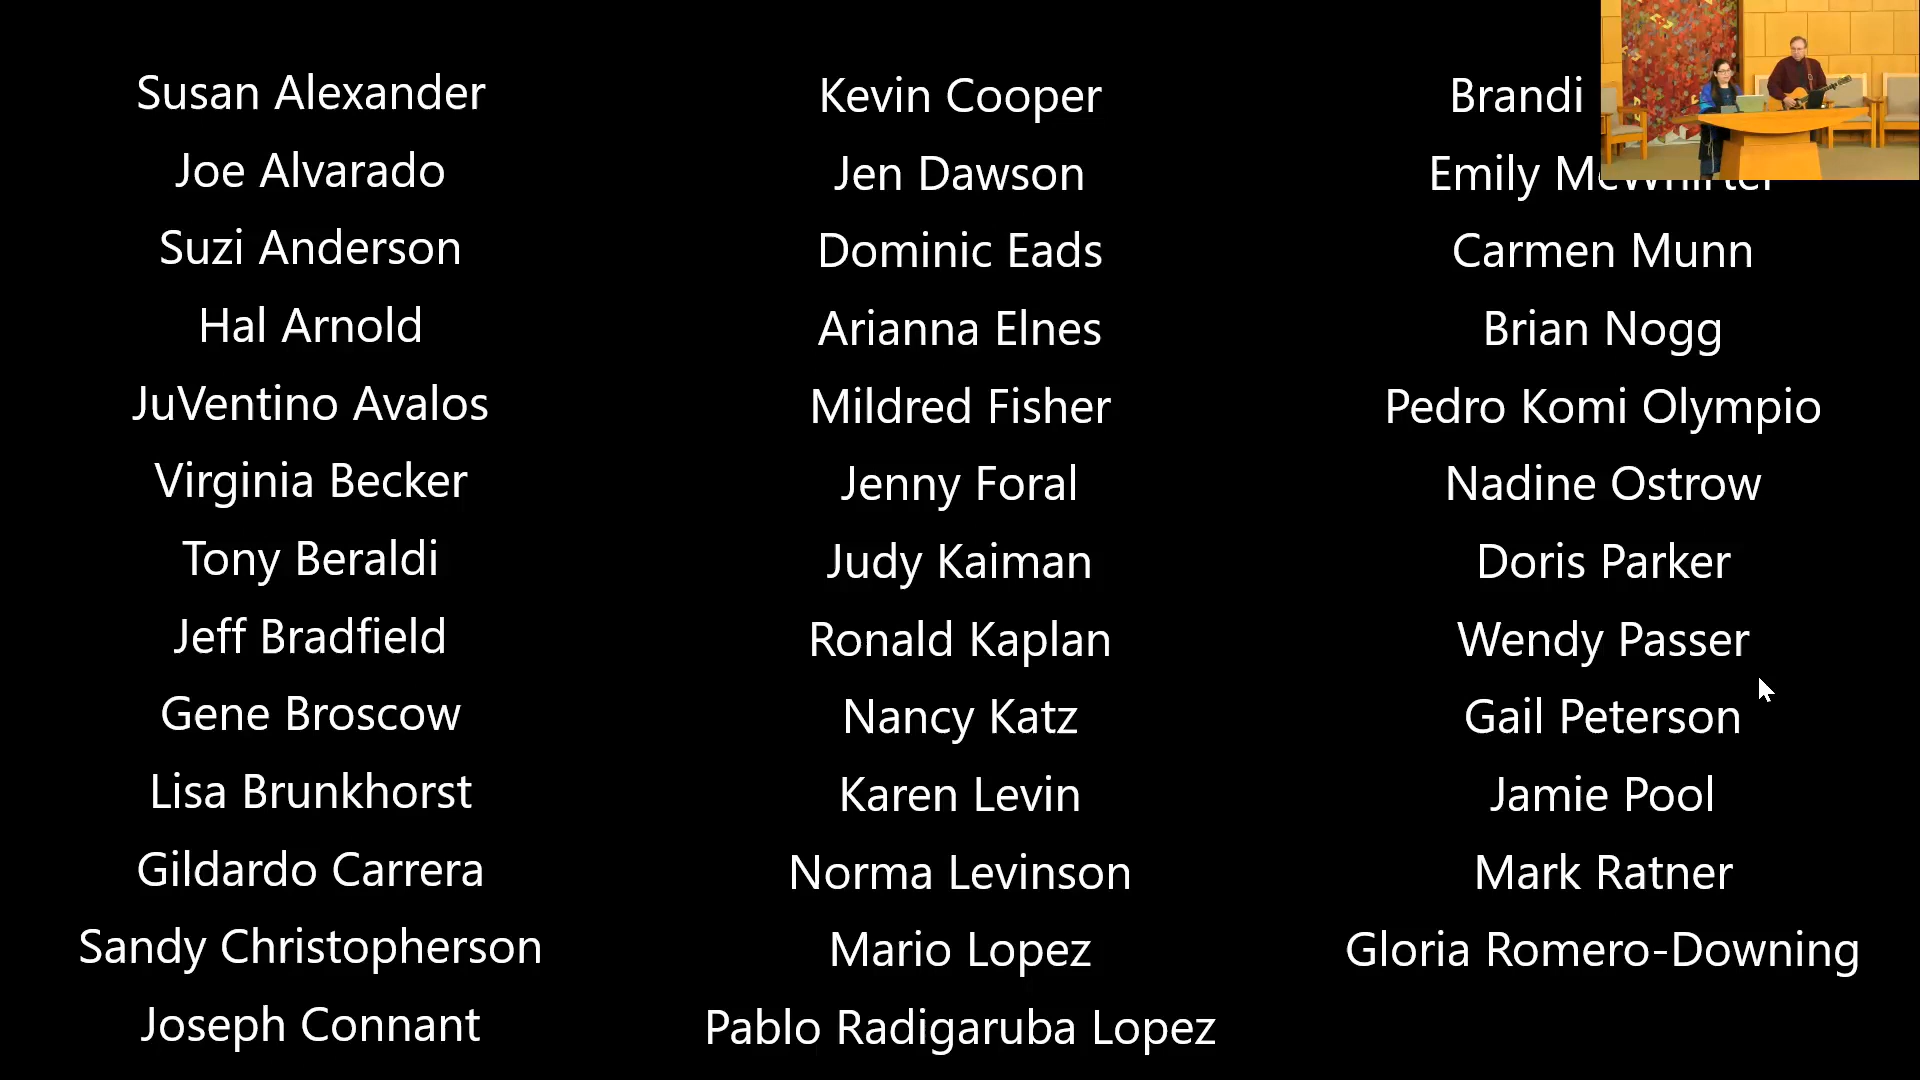 Susan Alexander
Joe Alvarado
Suzi Anderson
Hal Arnold
JuVentino Avalos
Virginia Becker
Tony Beraldi
Jeff Bradfield
Gene Broscow
Lisa Brunkhorst
Gildardo Carrera
Sandy Christopherson
Joseph Connant
Kevin Cooper
Jen Dawson
Dominic Eads
Arianna Elnes
Mildred Fisher
Jenny Foral
Judy Kaiman
Ronald Kaplan
Nancy Katz
Karen Levin
Norma Levinson
Mario Lopez
Pablo Radigaruba Lopez
Brandi
Emily McWhirter
Carmen Munn
Brian Nogg
Pedro Komi Olympio
Nadine Ostrow
Doris Parker
Wendy Passer
Gail Peterson
Jamie Pool
Mark Ratner
Gloria Romero-Downing